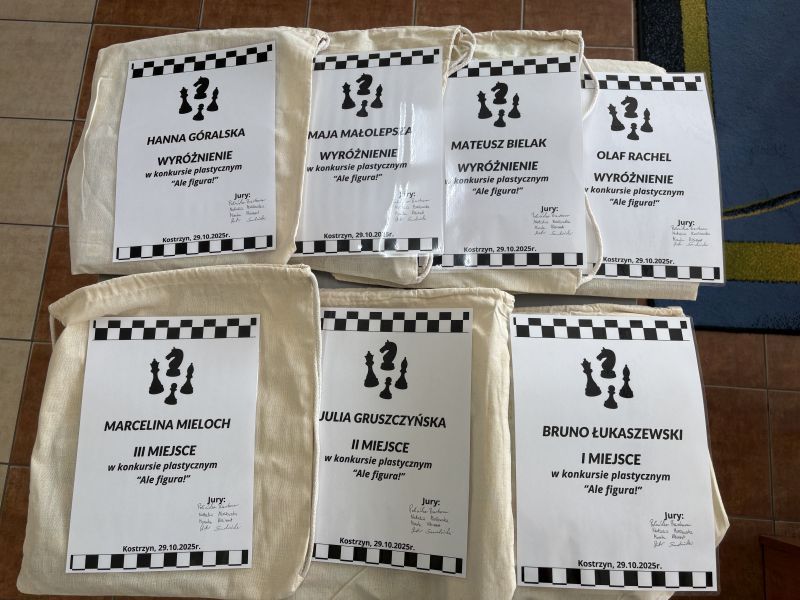 HANNA GÓRALSKA
WYRÓŻNIENIE
w konkursie plastycznym
“Ale figura!”
Jury:
Kostrzyn, 29.10.2025r.
MAJA MAŁOLEPSZA
WYRÓŻNIENIE
w konkursie plastycznym
“Ale figura!”
Jury:
Kostrzyn, 29.10.2025r.
MATEUSZ BIELAK
WYRÓŻNIENIE
w konkursie plastycznym
“Ale figura!”
Jury:
Kostrzyn, 29.10.2025r.
OLAF RACHEL
WYRÓŻNIENIE
w konkursie plastycznym
“Ale figura!”
Jury:
Kostrzyn, 29.10.2025r.
MARCELINA MIELOCH
III MIEJSCE
w konkursie plastycznym
“Ale figura!”
Jury:
Kostrzyn, 29.10.2025r.
JULIA GRUSZCZYŃSKA
II MIEJSCE
w konkursie plastycznym
“Ale figura!”
Jury:
Kostrzyn, 29.10.2025r.
BRUNO ŁUKASZEWSKI
I MIEJSCE
w konkursie plastycznym
“Ale figura!”
Jury:
Kostrzyn, 29.10.2025r.